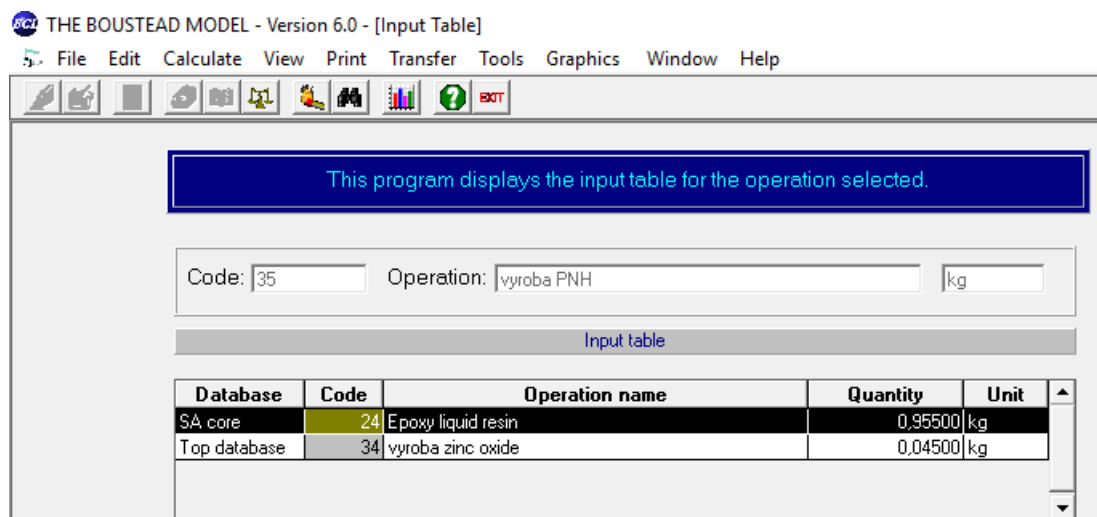 THE BOUSTEAD MODEL - Version 6.0 - [Input Table]
File Edit Calculate View Print Transfer Tools Graphics Window Help
EXIT
This program displays the input table for the operation selected.
Code: 35 Operation: vyroba PNH kg
Input table
Database Code Operation name Quantity Unit
SA core 24 Epoxy liquid resin 0,95500 kg
Top database 34 vyroba zinc oxide 0,04500 kg